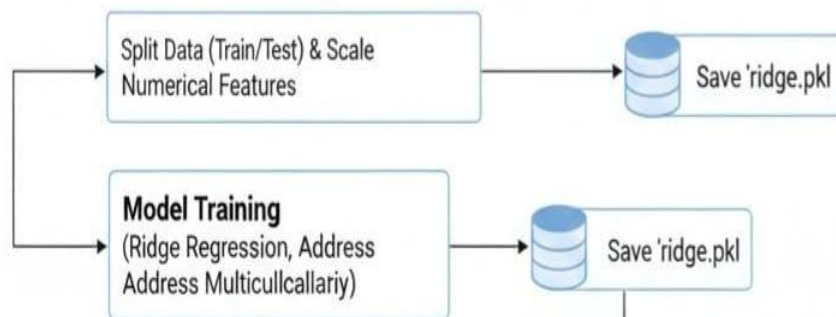 Split Data (Train/Test) & Scale
Numerical Features
Save 'ridge.pkl
Model Training
(Ridge Regression, Address
Address Multicullcallariy)
Save 'ridge.pkl